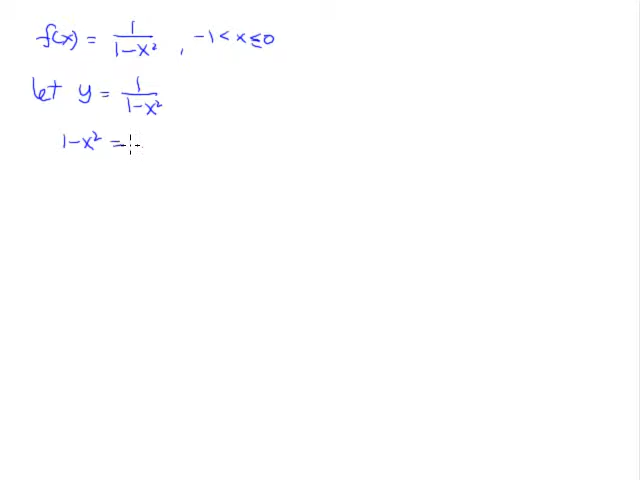 f(x) = 1/(1-x²) , -1 < x ≤ 0
let y = 1/(1-x²)
1-x² =